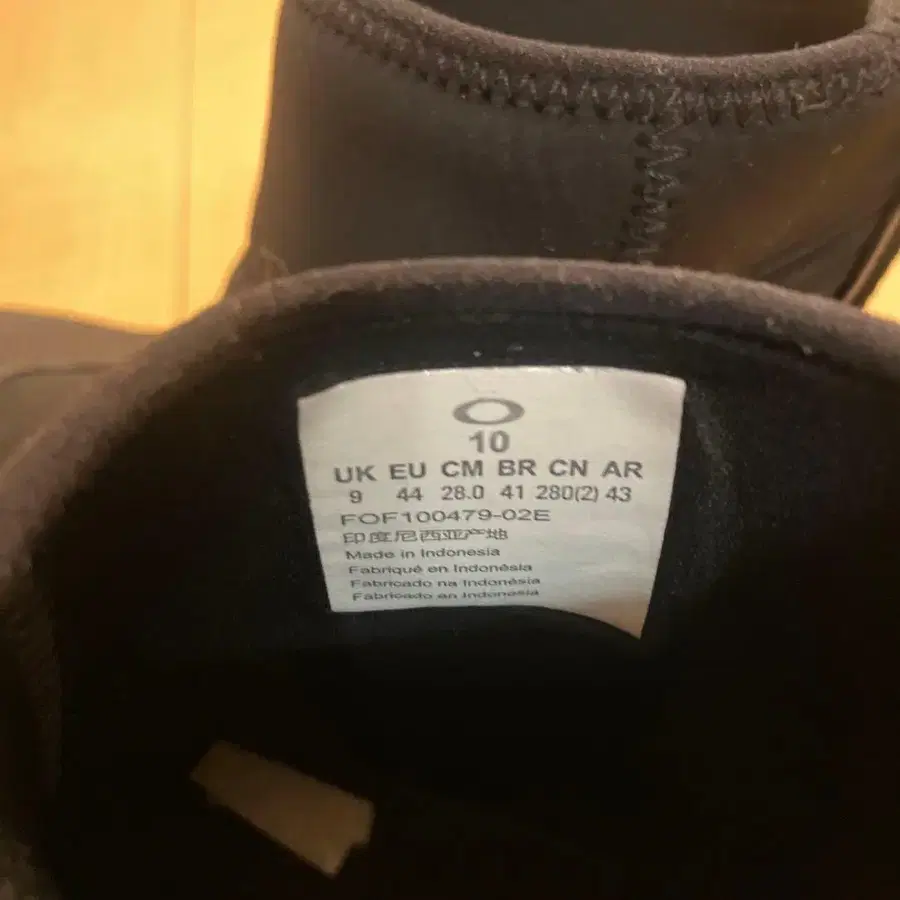 10
UK EU CM BR CN AR
9 44 28.0 41 280(2) 43
FOF100479-02E
印度尼西亚产地
Made in Indonesia
Fabriqué en Indonésia
Fabricado na Indonésia
Fabricado en Indonesia